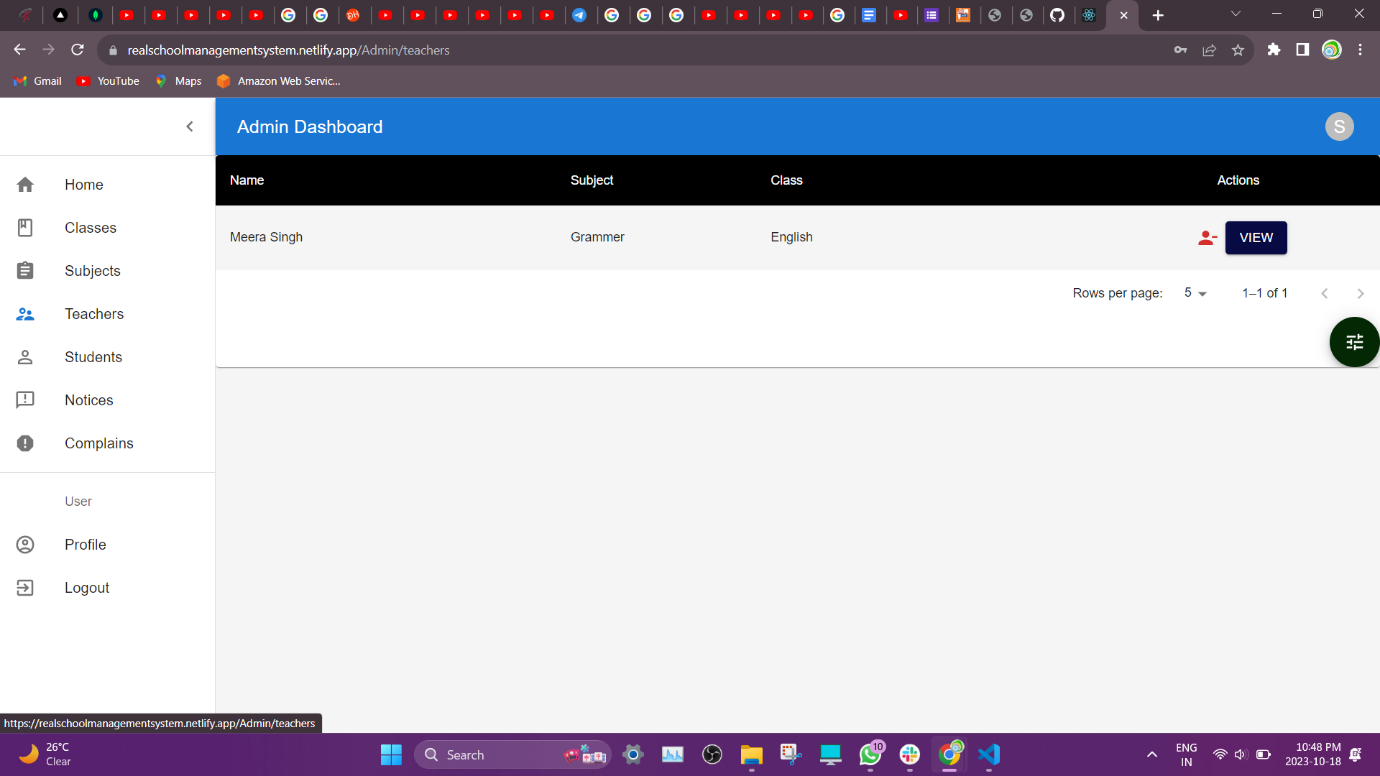 realschoolmanagementsystem.netlify.app/Admin/teachers
Gmail YouTube Maps Amazon Web Servic...
Admin Dashboard S
Name Subject Class Actions
Meera Singh Grammer English VIEW
Rows per page: 5 1–1 of 1
Home
Classes
Subjects
Teachers
Students
Notices
Complains
User
Profile
Logout
https://realschoolmanagementsystem.netlify.app/Admin/teachers
26°C
Clear
Search
10
ENG
IN
10:48 PM
2023-10-18